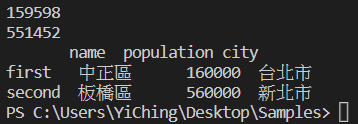 159598
551452
name population city
first 中正區 160000 台北市
second 板橋區 560000 新北市
PS C:\Users\YiChing\Desktop\Samples>